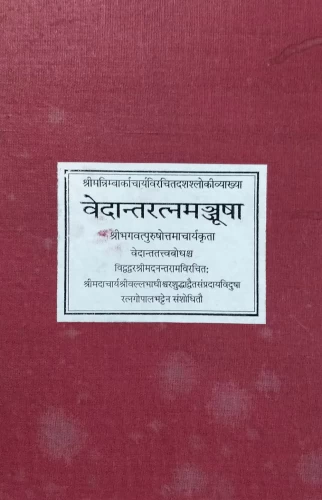 श्रीमन्निम्बार्काचार्यविरचितदशश्लोकीव्याख्या
वेदान्तरत्नमञ्जूषा
श्रीभगवत्पुरुषोत्तमाचार्यकृता
वेदान्ततत्त्वबोधश्च
विद्वद्वरश्रीमदनन्तरामविरचितः
श्रीमदाचार्यश्रीवल्लभाधीश्वरशुद्धाद्वैतसंप्रदायविदुषा
रत्नगोपालभट्टेन संशोधितौ